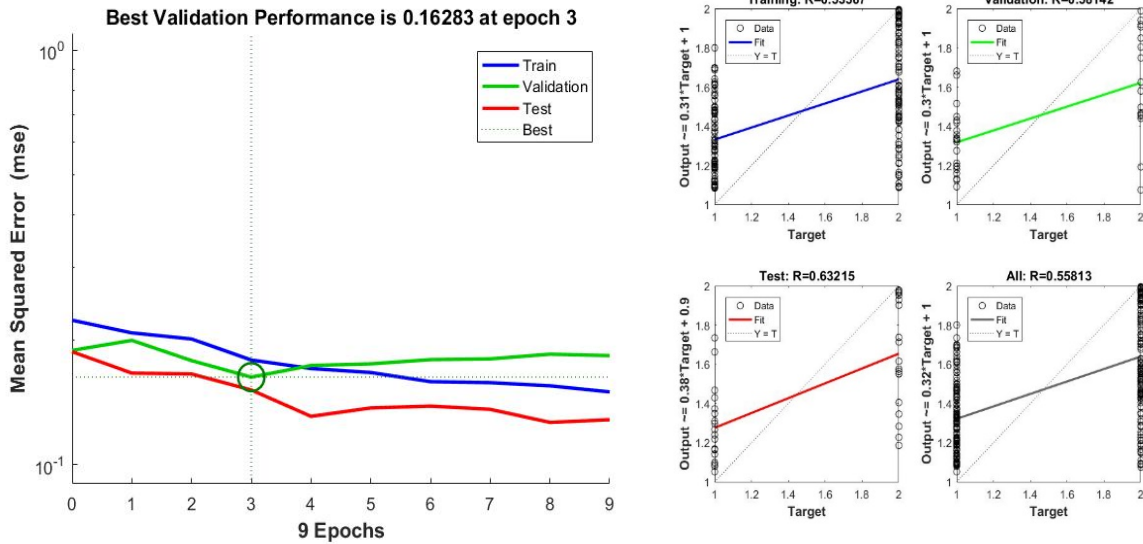 Best Validation Performance is 0.16283 at epoch 3
10^0
10^-1
Mean Squared Error (mse)
Train
Validation
Test
Best
0 1 2 3 4 5 6 7 8 9
9 Epochs
Data
Fit
Y = T
Output ~= 0.31*Target + 1
2
1.8
1.6
1.4
1.2
1
1 1.2 1.4 1.6 1.8 2
Target
Data
Fit
Y = T
Output ~= 0.3*Target + 1
2
1.8
1.6
1.4
1.2
1
1 1.2 1.4 1.6 1.8 2
Target
Test: R=0.63215
Data
Fit
Y = T
Output ~= 0.38*Target + 0.9
2
1.8
1.6
1.4
1.2
1
1 1.2 1.4 1.6 1.8 2
Target
All: R=0.55813
Data
Fit
Y = T
Output ~= 0.32*Target + 1
2
1.8
1.6
1.4
1.2
1
1 1.2 1.4 1.6 1.8 2
Target